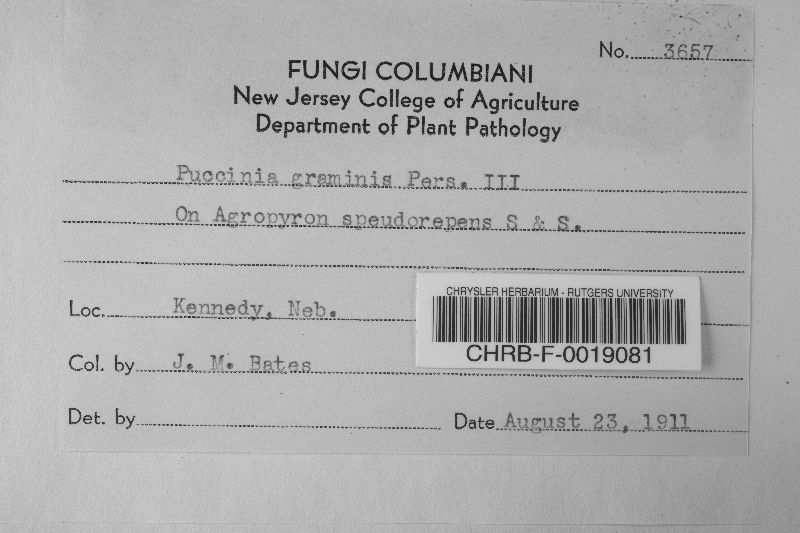 No. 3657
FUNGI COLUMBIANI
New Jersey College of Agriculture
Department of Plant Pathology
Puccinia graminis Pers. III
On Agropyron speudorepens S & S.
Loc. Kennedy, Neb.
CHRYSLER HERBARIUM - RUTGERS UNIVERSITY
CHRB-F-0019081
Col. by J. M. Bates
Det. by
Date August 23, 1911